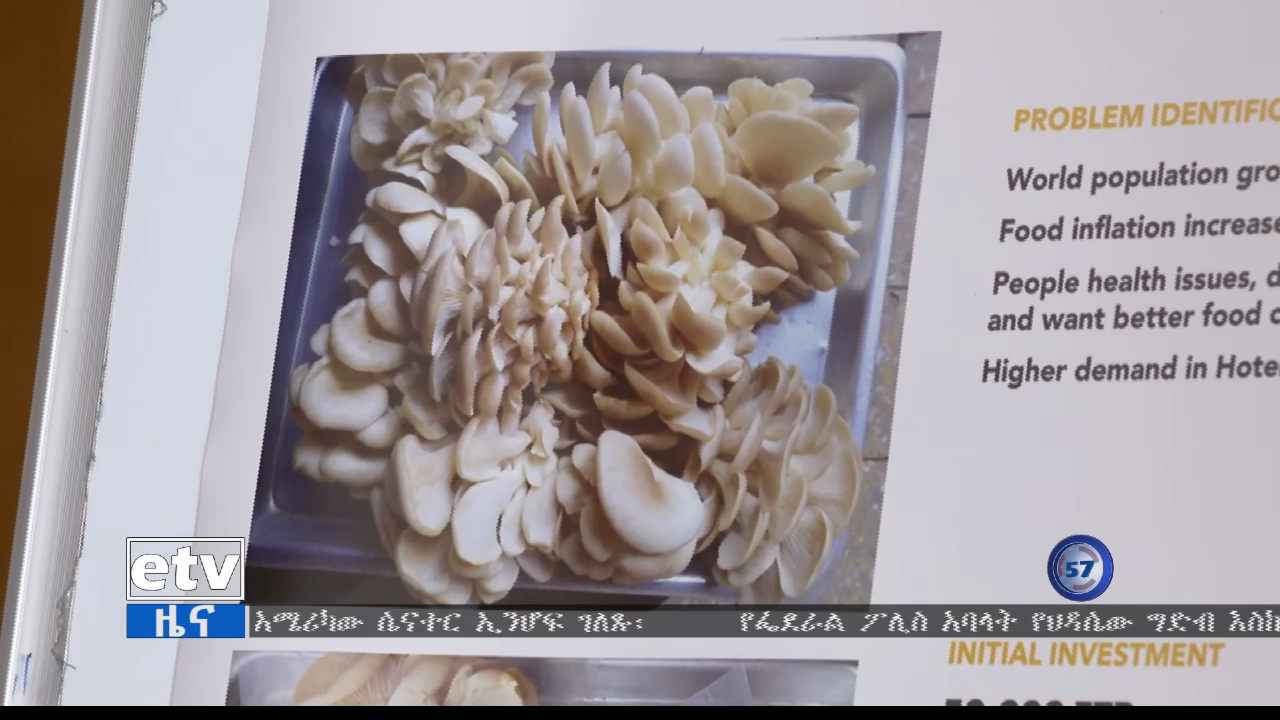 PROBLEM IDENTIFIC
World population gro
Food inflation increase
People health issues, d
and want better food c
Higher demand in Hote
etv
57
ዜና
አሜሪካው ሴናተር ኢንሆፍ ገለጹ፡ የፌደራል ፖሊስ አባላት የህዳሴው ግድብ እስከ
INITIAL INVESTMENT